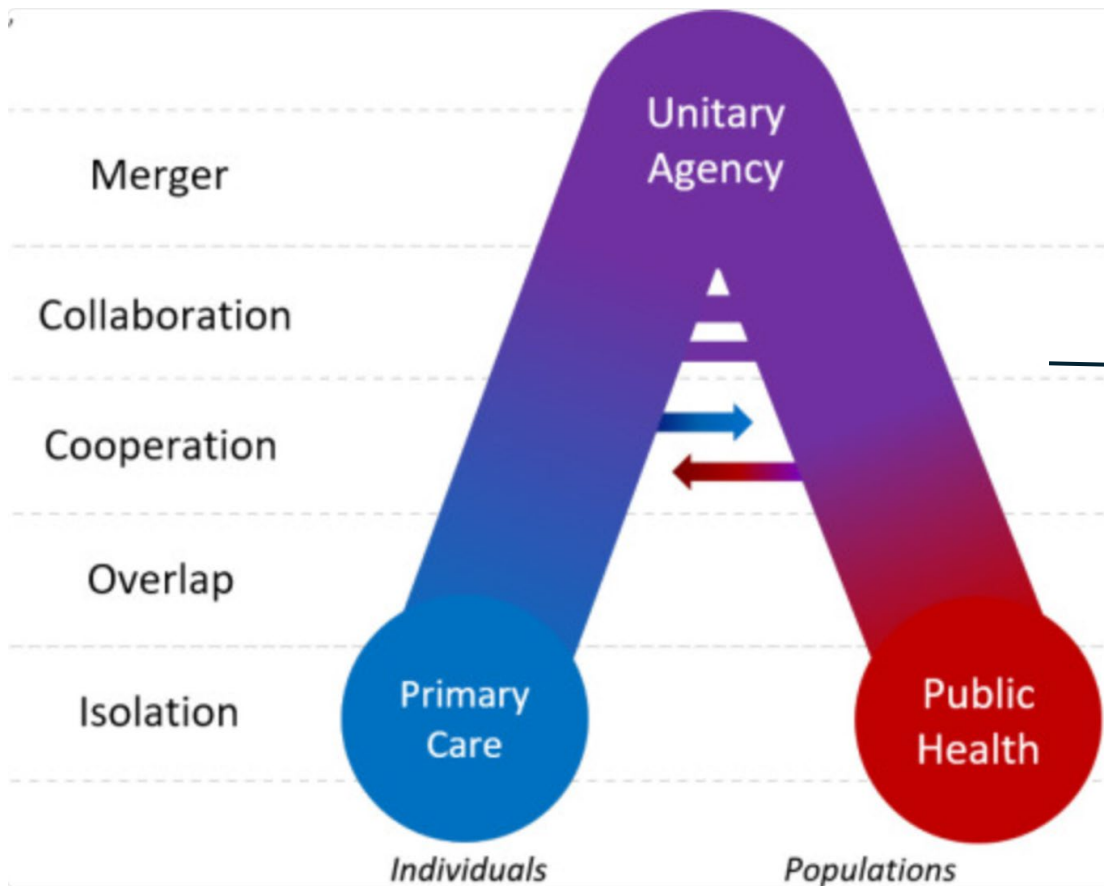 Unitary
Agency
Merger
Collaboration
Cooperation
Overlap
Isolation
Primary
Care
Public
Health
Individuals
Populations